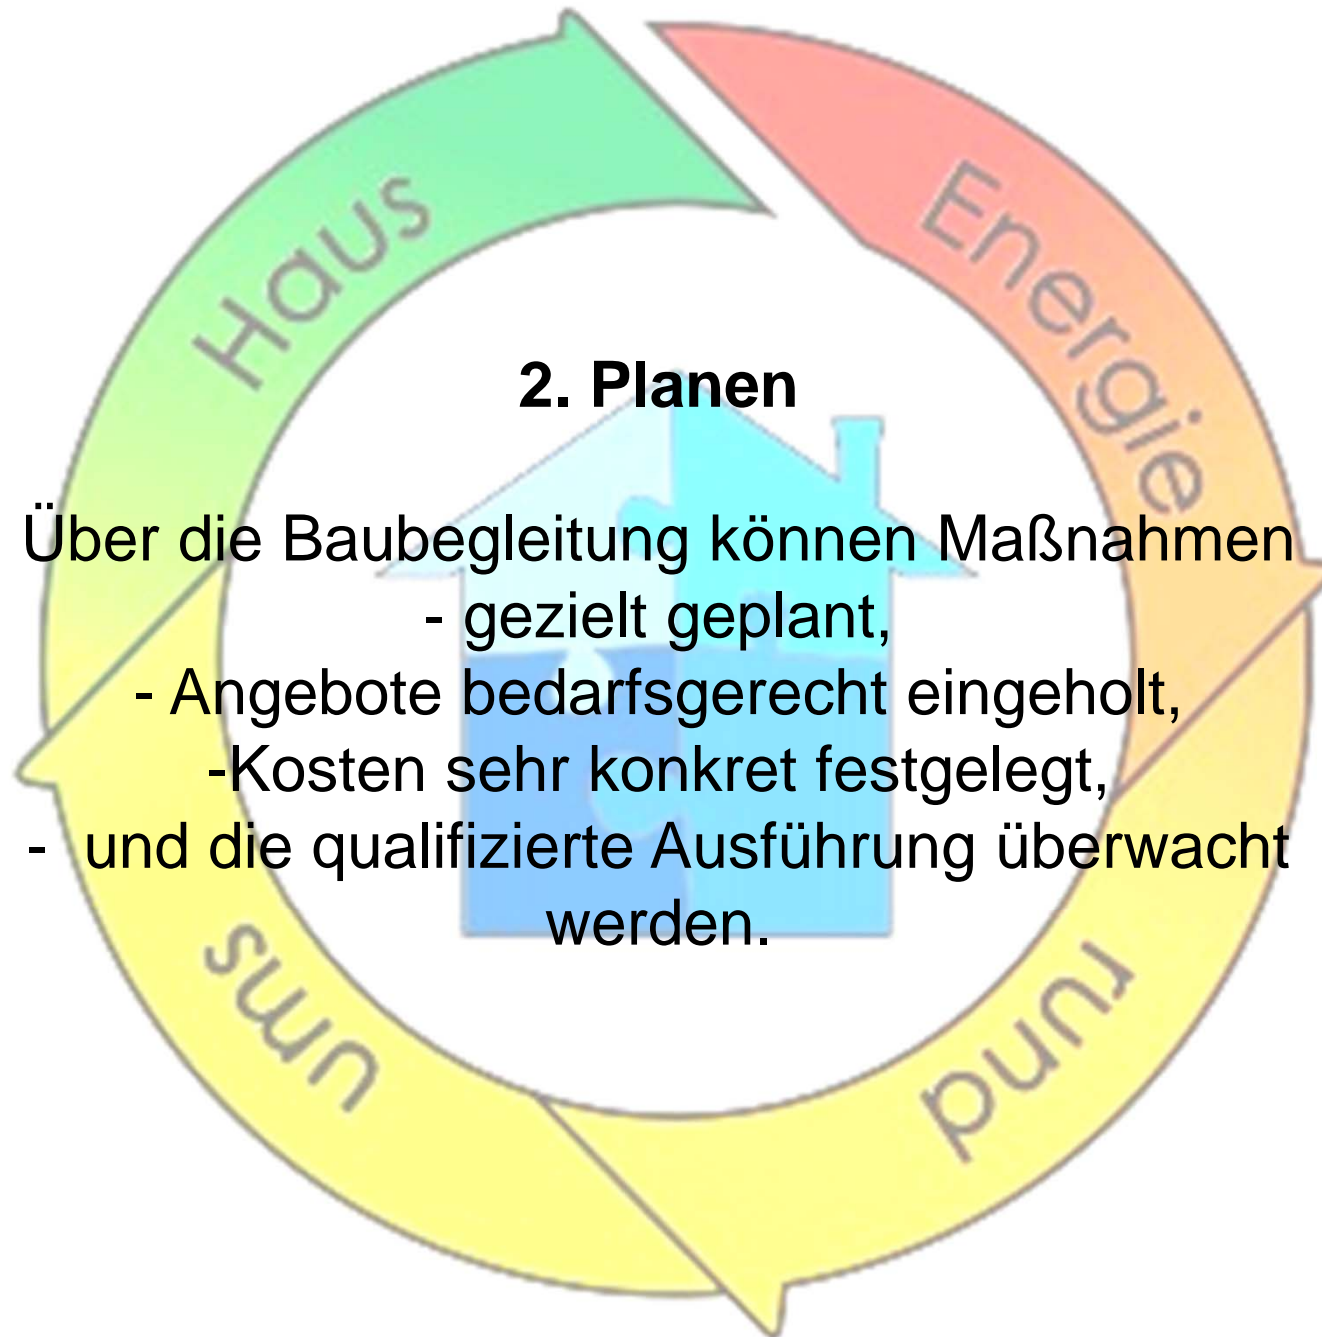 Haus
Energie
rund
ums
2. Planen
Über die Baubegleitung können Maßnahmen
- gezielt geplant,
- Angebote bedarfsgerecht eingeholt,
-Kosten sehr konkret festgelegt,
- und die qualifizierte Ausführung überwacht
werden.